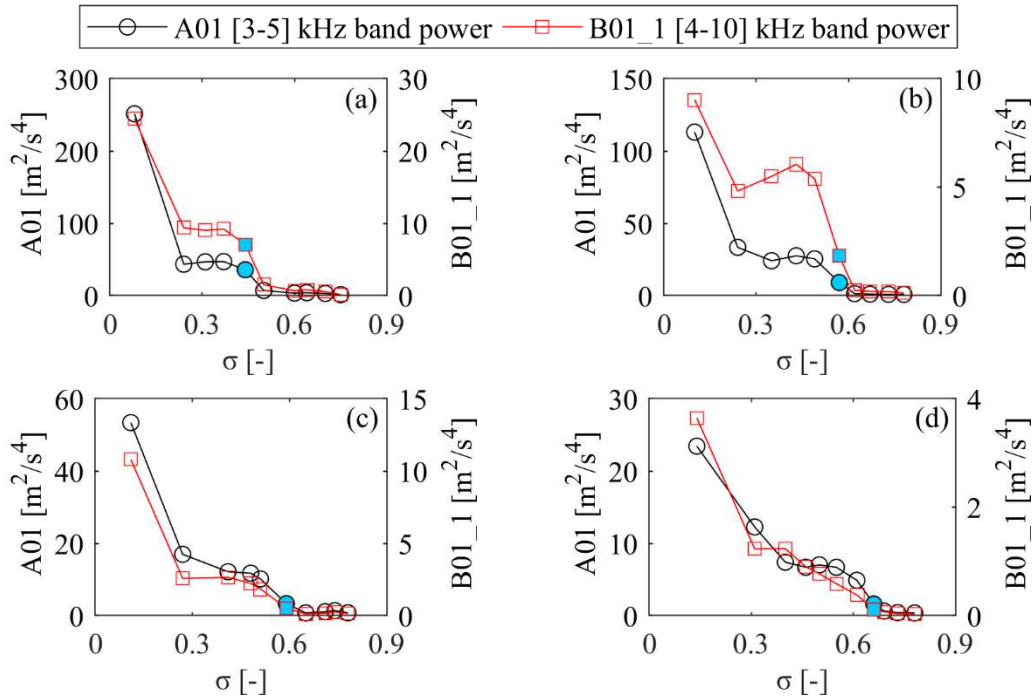 A01 [3-5] kHz band power
B01_1 [4-10] kHz band power
(a)
A01 [m²/s⁴]
300
200
100
0
B01_1 [m²/s⁴]
30
20
10
0
0 0.3 0.6 0.9
σ [-]
(b)
A01 [m²/s⁴]
150
100
50
0
B01_1 [m²/s⁴]
10
5
0
0 0.3 0.6 0.9
σ [-]
(c)
A01 [m²/s⁴]
60
40
20
0
B01_1 [m²/s⁴]
15
10
5
0
0 0.3 0.6 0.9
σ [-]
(d)
A01 [m²/s⁴]
30
20
10
0
B01_1 [m²/s⁴]
4
2
0
0 0.3 0.6 0.9
σ [-]